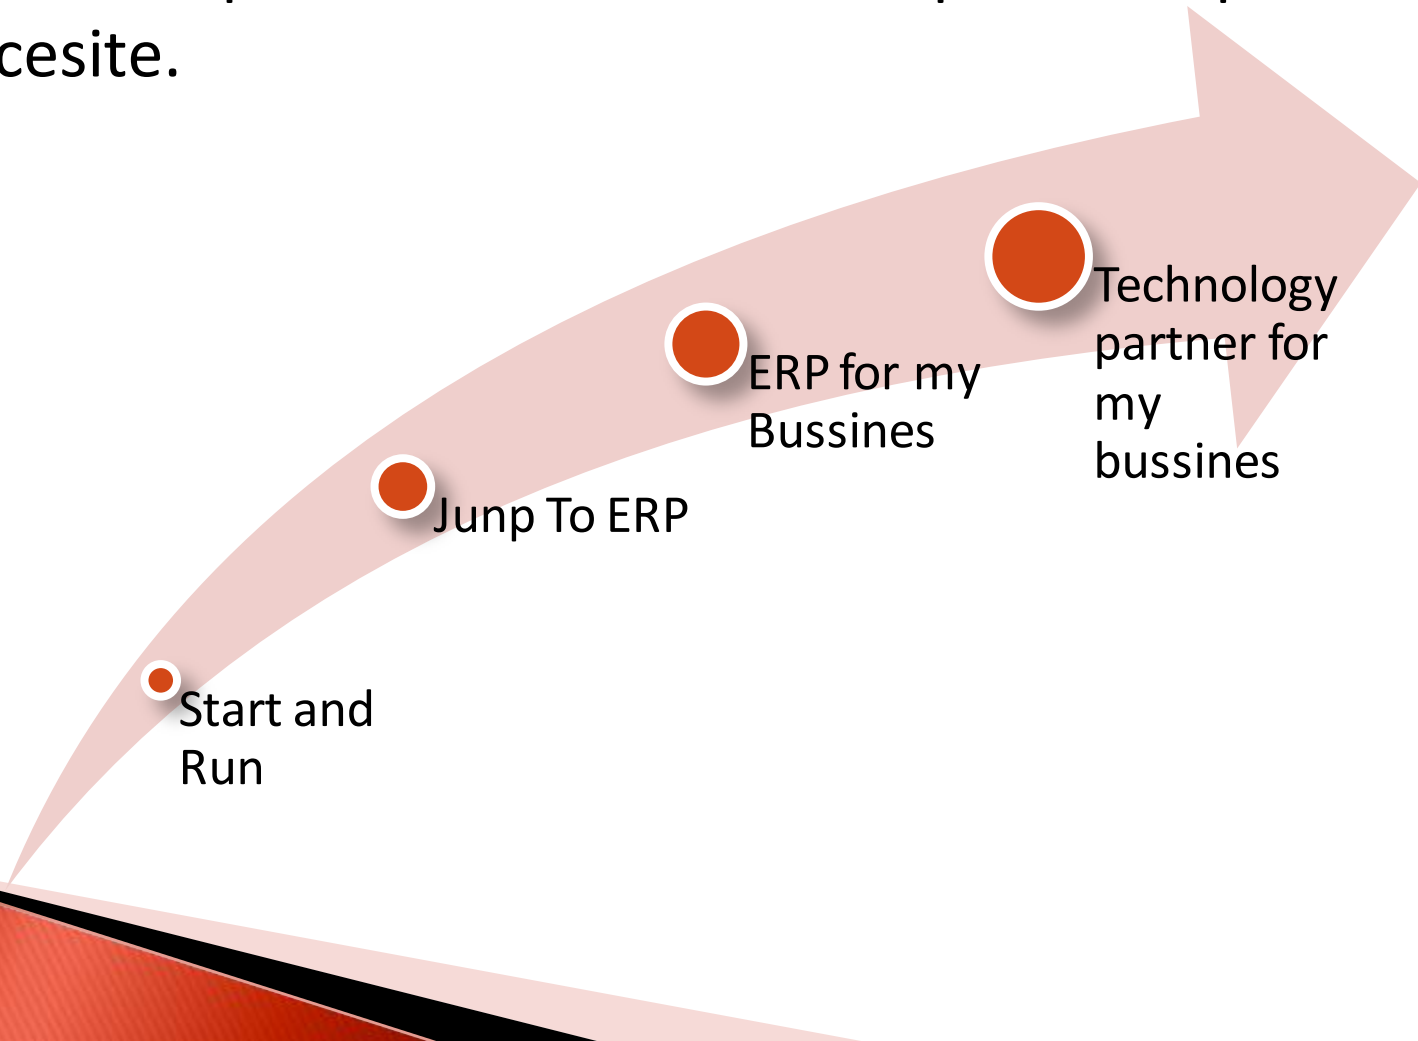 cesite.
Technology
partner for
my
bussines
ERP for my
Bussines
Junp To ERP
Start and
Run